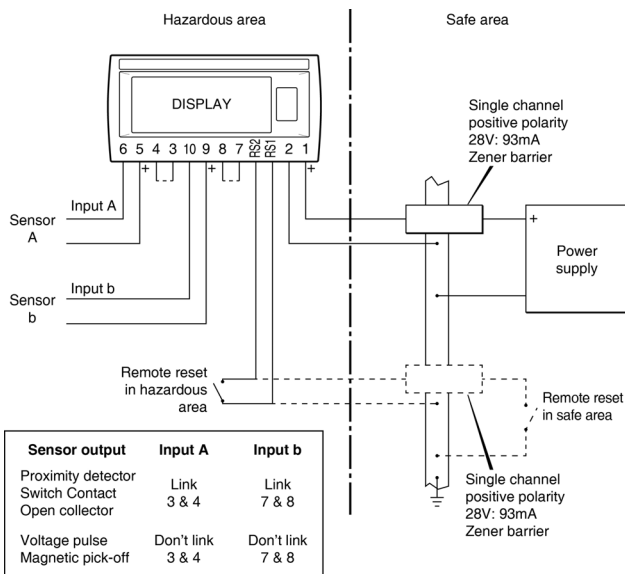 Hazardous area
Safe area
DISPLAY
6 5 4 3 10 9 8 7 RS2 RS1 2 1
+ + +
Single channel
positive polarity
28V: 93mA
Zener barrier
Input A
Sensor
A
+
Power
supply
Input b
Sensor
b
Remote reset
in hazardous
area
Remote reset
in safe area
Single channel
positive polarity
28V: 93mA
Zener barrier
Sensor output Input A Input b
Proximity detector
Switch Contact
Open collector
Link
3 & 4
Link
7 & 8
Voltage pulse Don't link Don't link
Magnetic pick-off 3 & 4 7 & 8